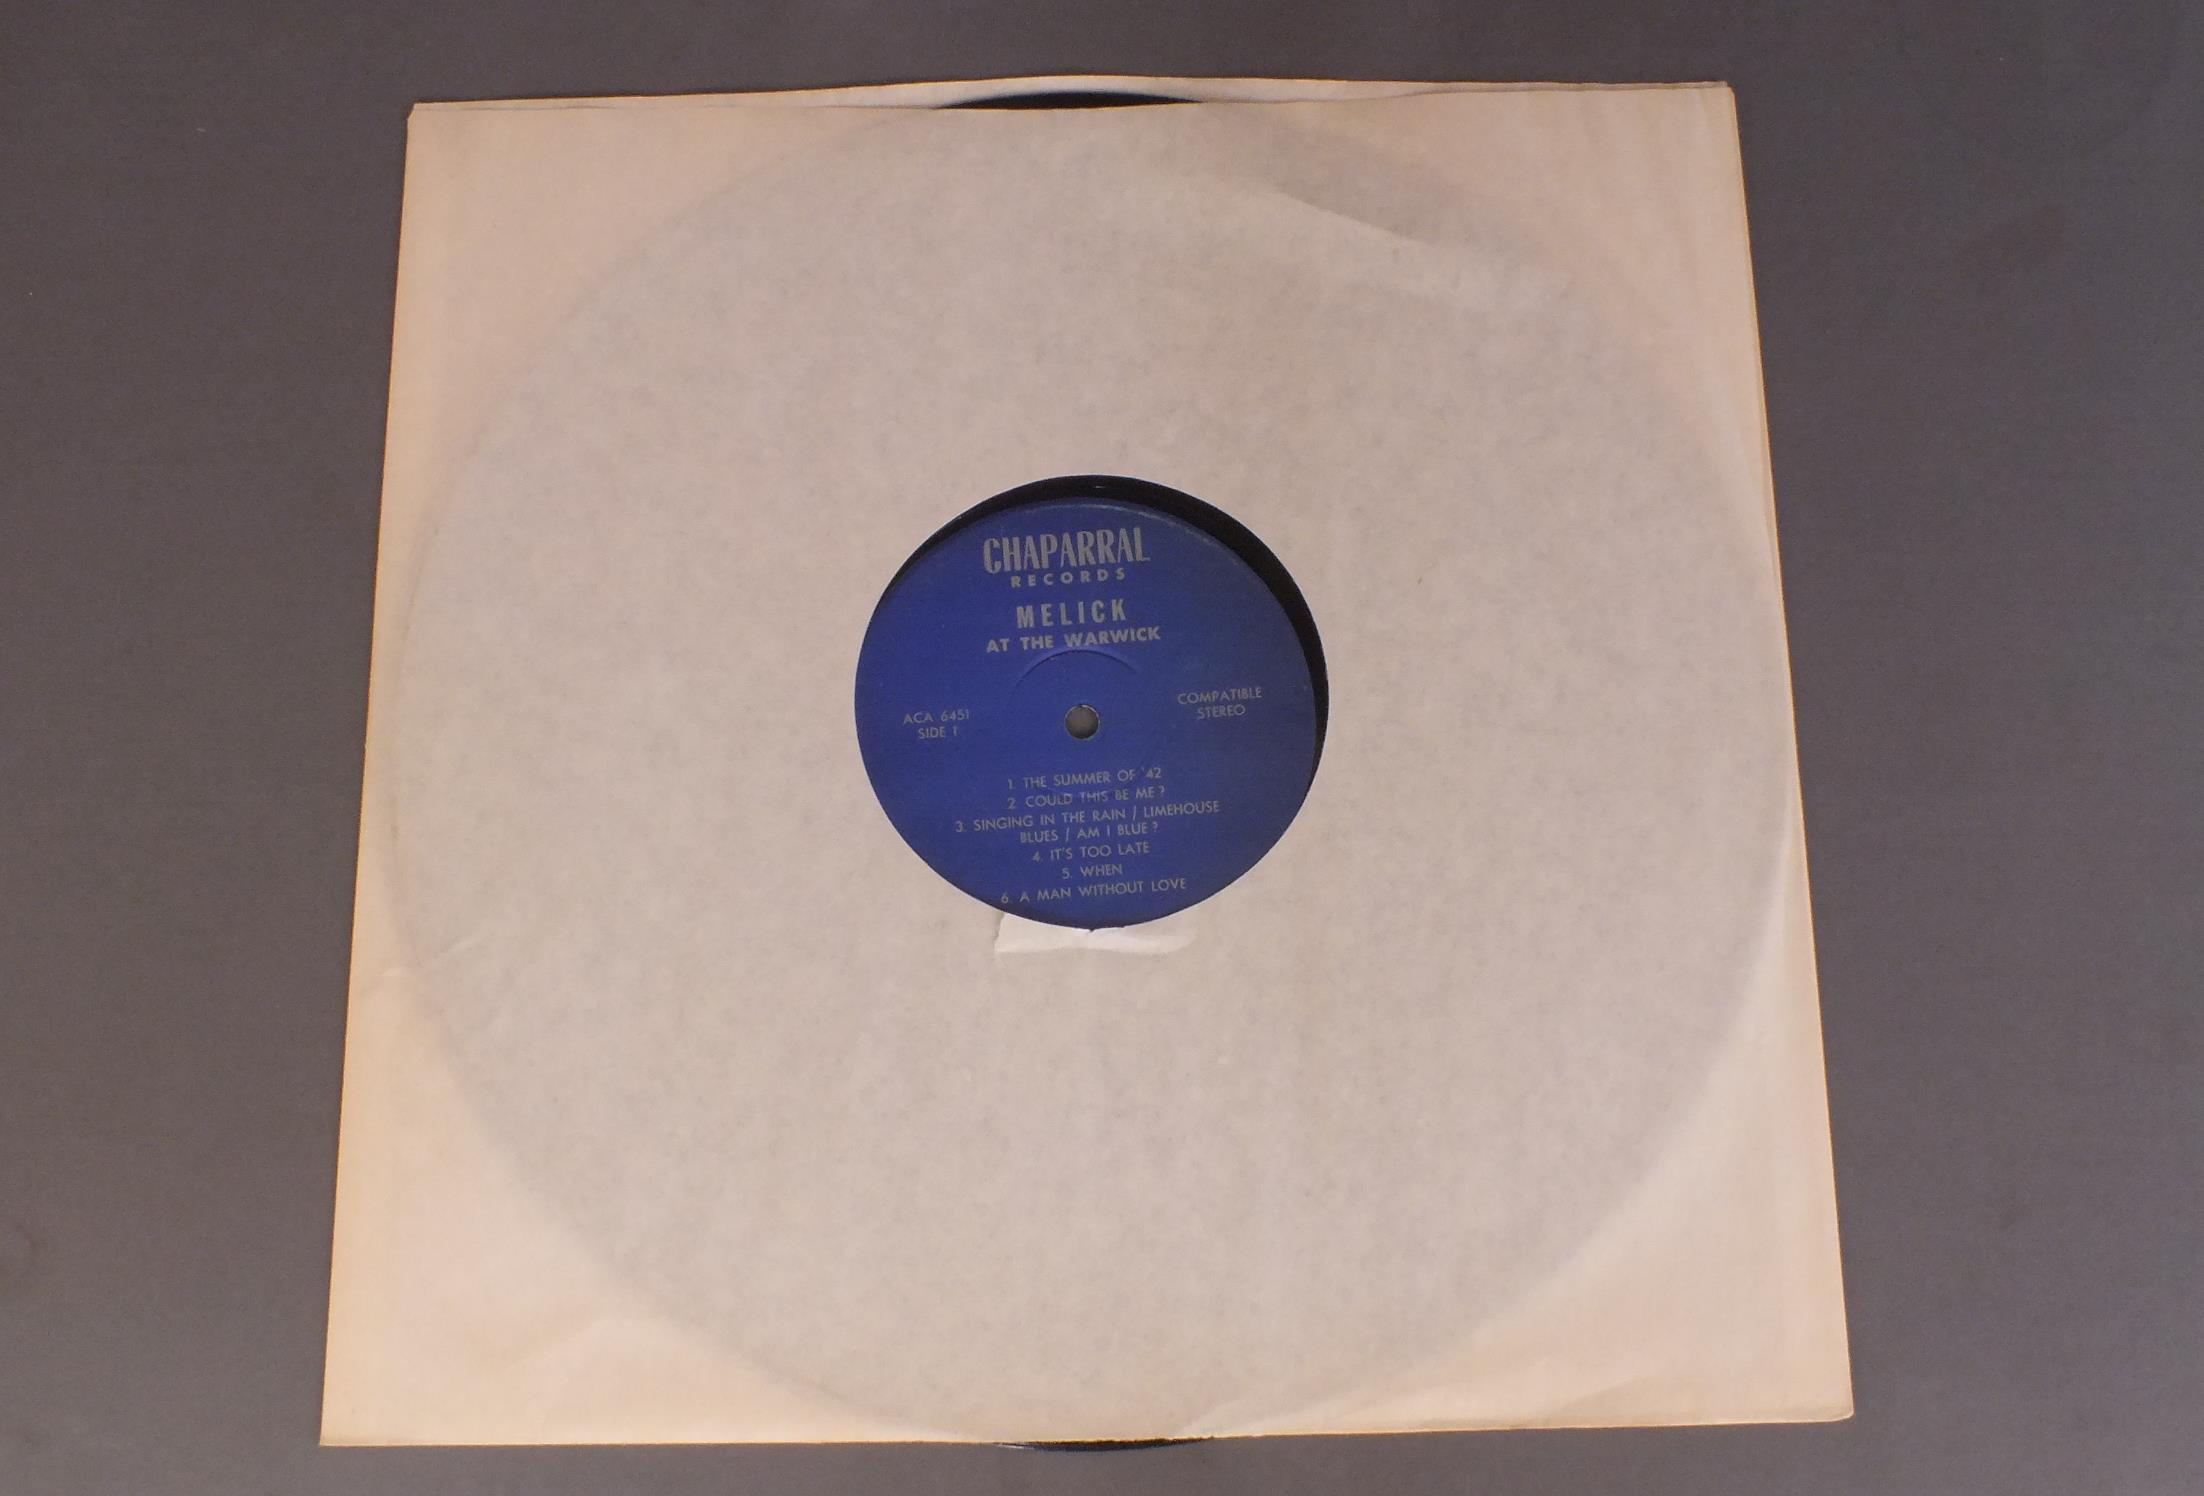 CHAPARRAL
RECORDS
MELICK
AT THE WARWICK
ACA 6451
SIDE 1
COMPATIBLE
STEREO
1. THE SUMMER OF '42
2. COULD THIS BE ME?
3. SINGING IN THE RAIN / LIMEHOUSE
BLUES / AM I BLUE?
4. IT'S TOO LATE
5. WHEN
6. A MAN WITHOUT LOVE